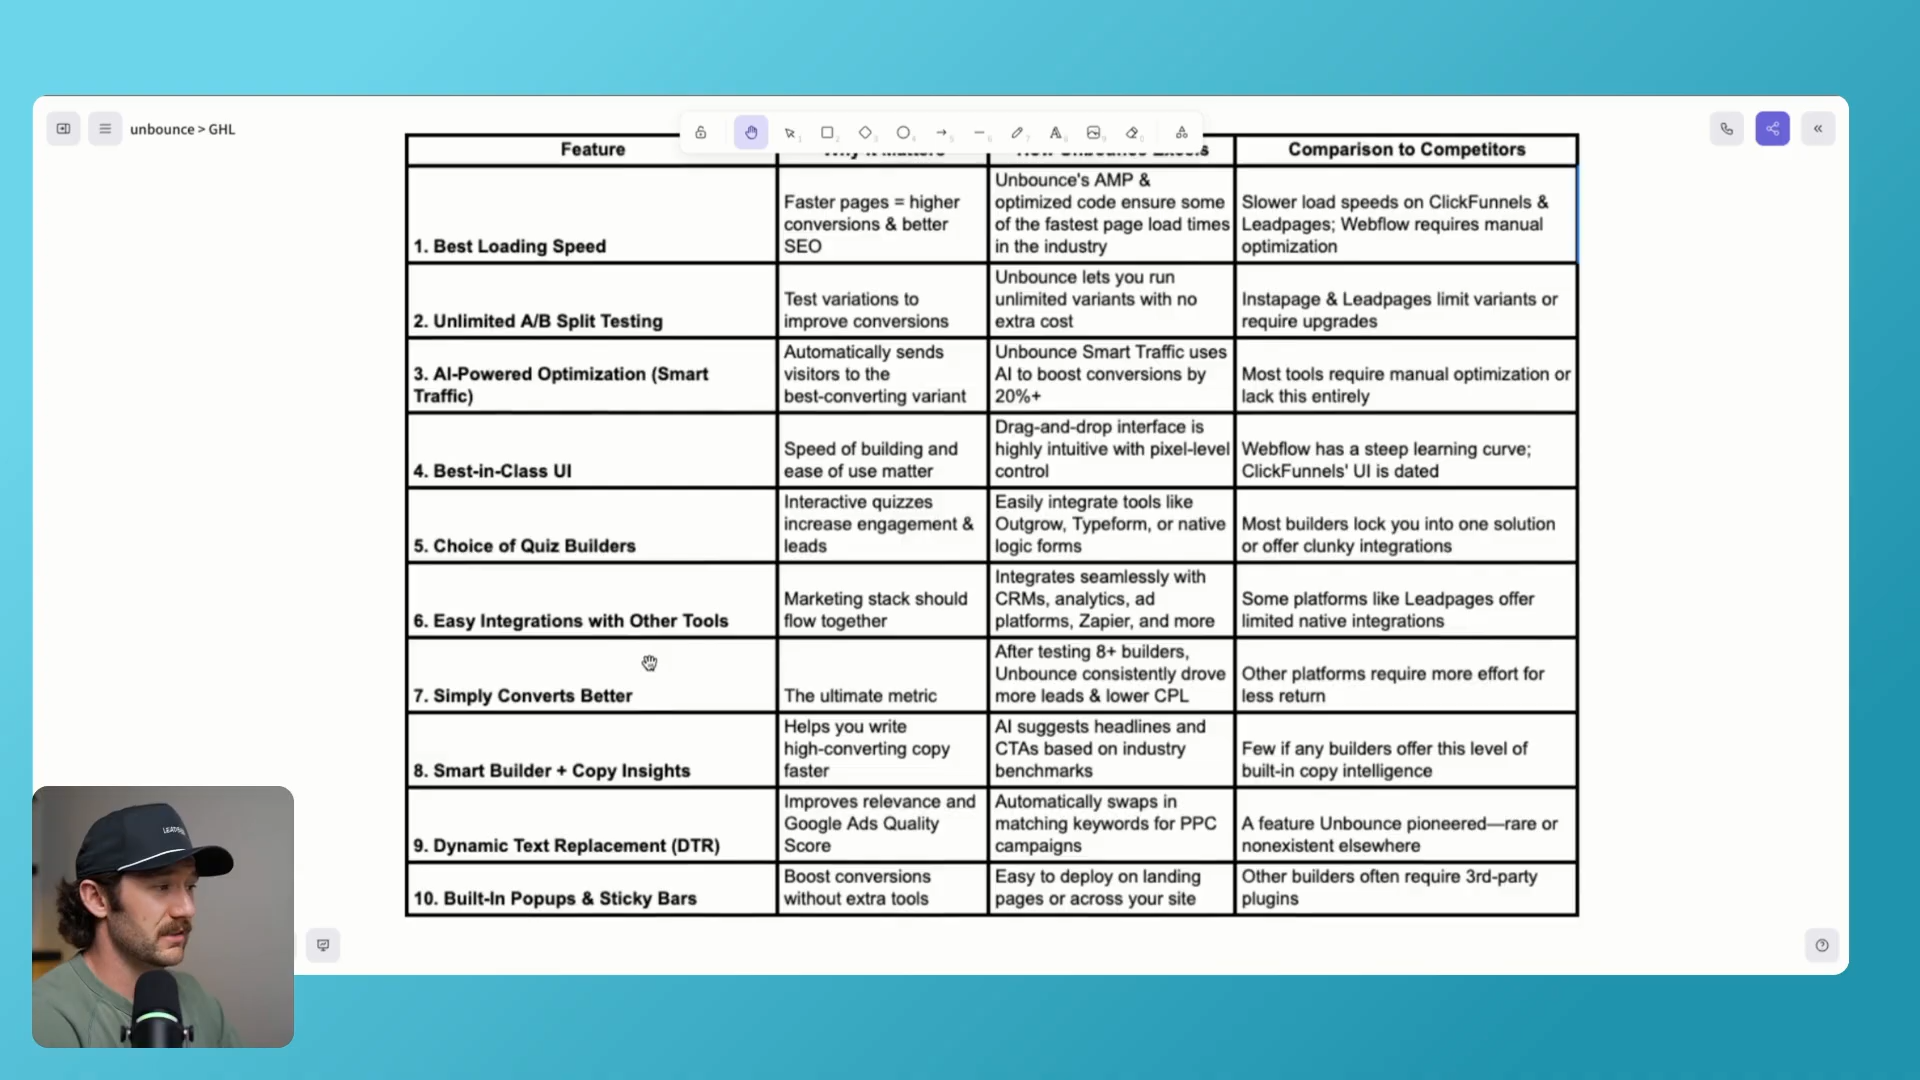 unbounce > GHL
Feature
Why It Matters
How Unbounce Excels
Comparison to Competitors
1. Best Loading Speed
Faster pages = higher
conversions & better
SEO
Unbounce's AMP &
optimized code ensure some
of the fastest page load times
in the industry
Slower load speeds on ClickFunnels &
Leadpages; Webflow requires manual
optimization
2. Unlimited A/B Split Testing
Test variations to
improve conversions
Unbounce lets you run
unlimited variants with no
extra cost
Instapage & Leadpages limit variants or
require upgrades
3. AI-Powered Optimization (Smart
Traffic)
Automatically sends
visitors to the
best-converting variant
Unbounce Smart Traffic uses
AI to boost conversions by
20%+
Most tools require manual optimization or
lack this entirely
4. Best-in-Class UI
Speed of building and
ease of use matter
Drag-and-drop interface is
highly intuitive with pixel-level
control
Webflow has a steep learning curve;
ClickFunnels' UI is dated
5. Choice of Quiz Builders
Interactive quizzes
increase engagement &
leads
Easily integrate tools like
Outgrow, Typeform, or native
logic forms
Most builders lock you into one solution
or offer clunky integrations
6. Easy Integrations with Other Tools
Marketing stack should
flow together
Integrates seamlessly with
CRMs, analytics, ad
platforms, Zapier, and more
Some platforms like Leadpages offer
limited native integrations
7. Simply Converts Better
The ultimate metric
After testing 8+ builders,
Unbounce consistently drove
more leads & lower CPL
Other platforms require more effort for
less return
8. Smart Builder + Copy Insights
Helps you write
high-converting copy
faster
AI suggests headlines and
CTAs based on industry
benchmarks
Few if any builders offer this level of
built-in copy intelligence
9. Dynamic Text Replacement (DTR)
Improves relevance and
Google Ads Quality
Score
Automatically swaps in
matching keywords for PPC
campaigns
A feature Unbounce pioneered—rare or
nonexistent elsewhere
10. Built-In Popups & Sticky Bars
Boost conversions
without extra tools
Easy to deploy on landing
pages or across your site
Other builders often require 3rd-party
plugins